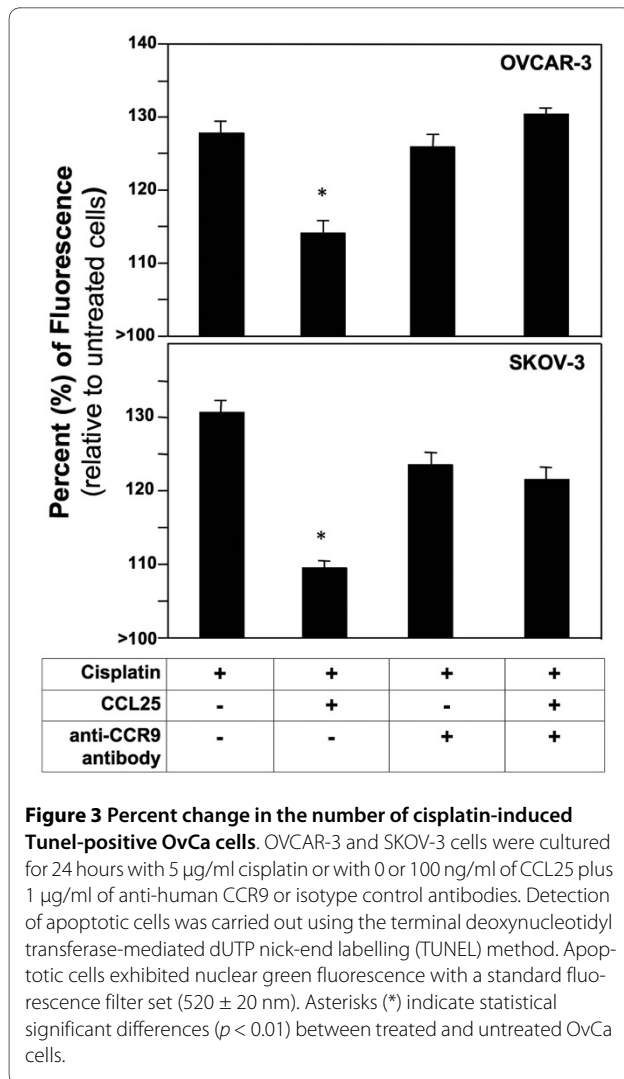 140
OVCAR-3
130
120
*
110
>100
SKOV-3
130
120
*
110
>100
Percent (%) of Fluorescence
(relative to untreated cells)
Cisplatin + + + +
CCL25 - + - +
anti-CCR9 - - + +
antibody
Figure 3 Percent change in the number of cisplatin-induced
Tunel-positive OvCa cells. OVCAR-3 and SKOV-3 cells were cultured
for 24 hours with 5 μg/ml cisplatin or with 0 or 100 ng/ml of CCL25 plus
1 μg/ml of anti-human CCR9 or isotype control antibodies. Detection
of apoptotic cells was carried out using the terminal deoxynucleotidyl
transferase-mediated dUTP nick-end labelling (TUNEL) method. Apop-
totic cells exhibited nuclear green fluorescence with a standard fluo-
rescence filter set (520 ± 20 nm). Asterisks (*) indicate statistical
significant differences (p < 0.01) between treated and untreated OvCa
cells.